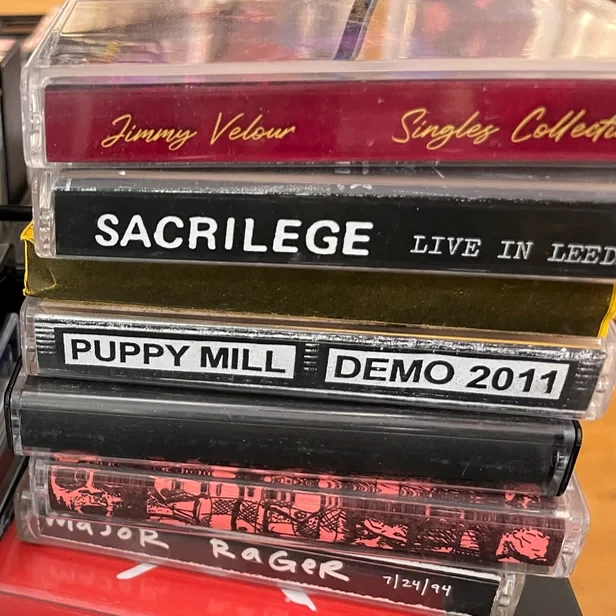 Jimmy Velour Singles Collect
SACRILEGE LIVE IN LEED
PUPPY MILL DEMO 2011
MajoR RaGeR 7/24/94